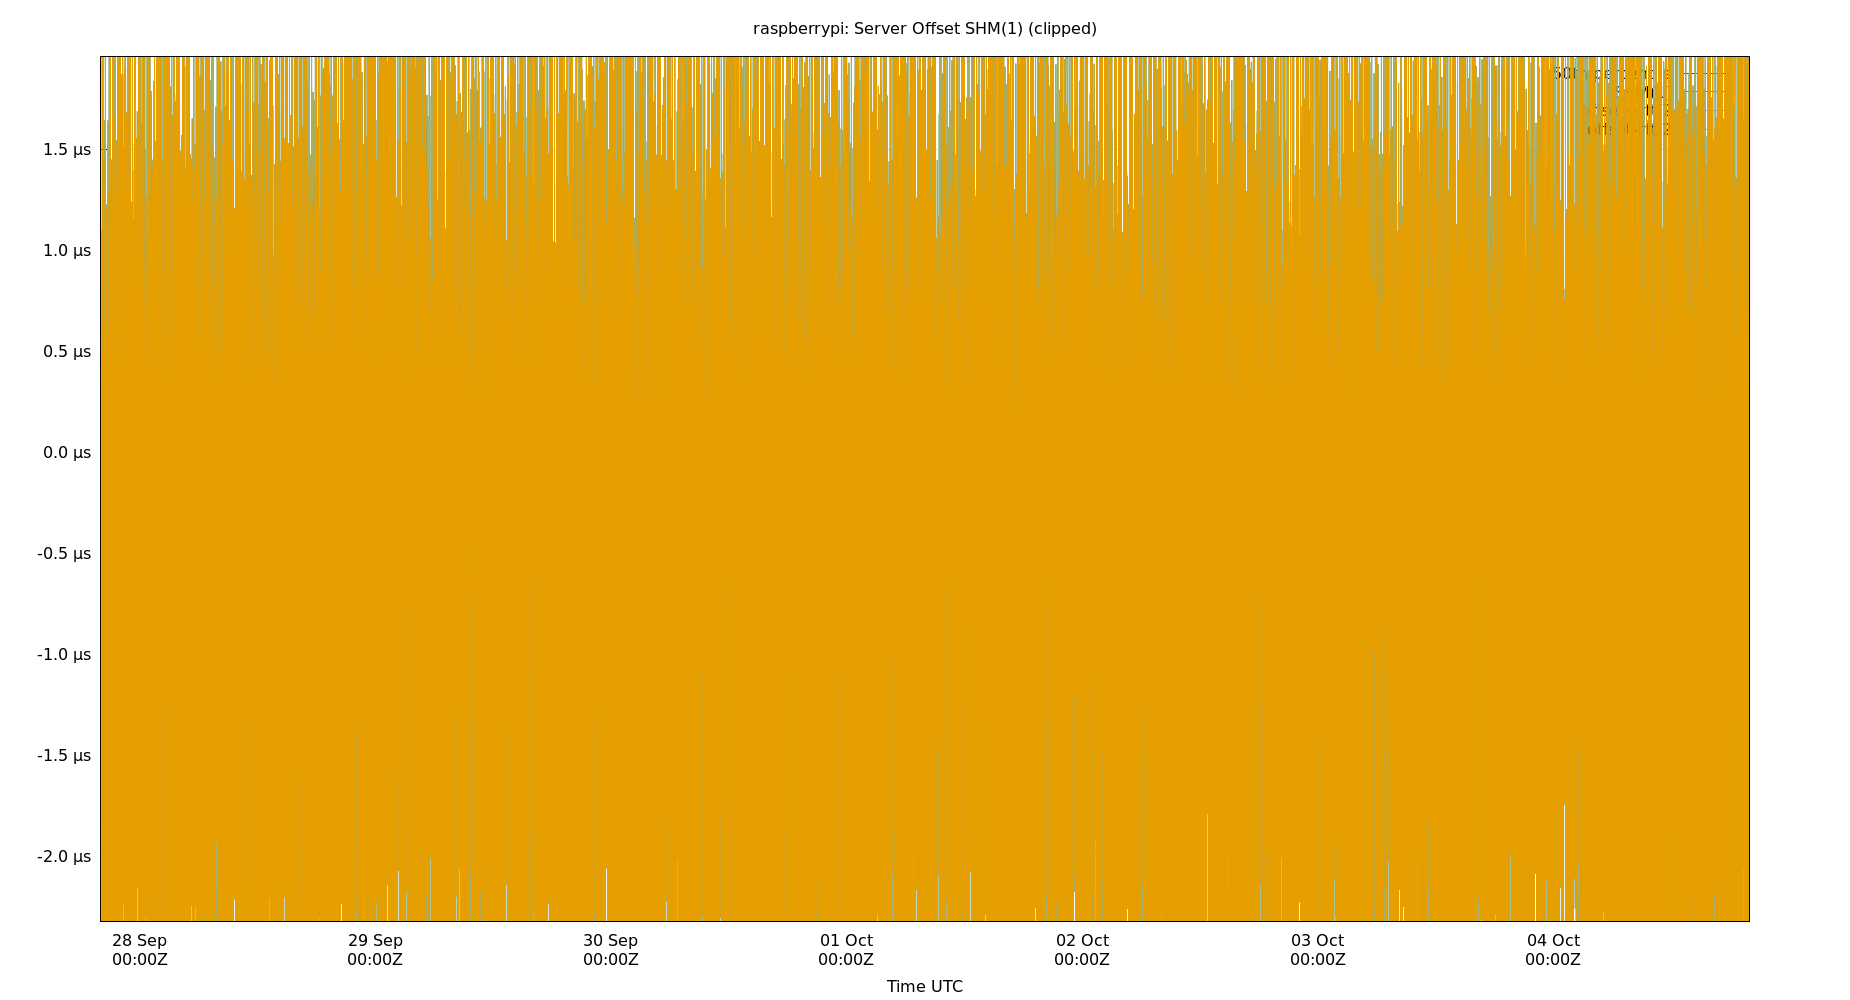 raspberrypi: Server Offset SHM(1) (clipped)
1.5 µs
1.0 µs
0.5 µs
0.0 µs
-0.5 µs
-1.0 µs
-1.5 µs
-2.0 µs
28 Sep 29 Sep 30 Sep 01 Oct 02 Oct 03 Oct 04 Oct
00:00Z 00:00Z 00:00Z 00:00Z 00:00Z 00:00Z 00:00Z
Time UTC